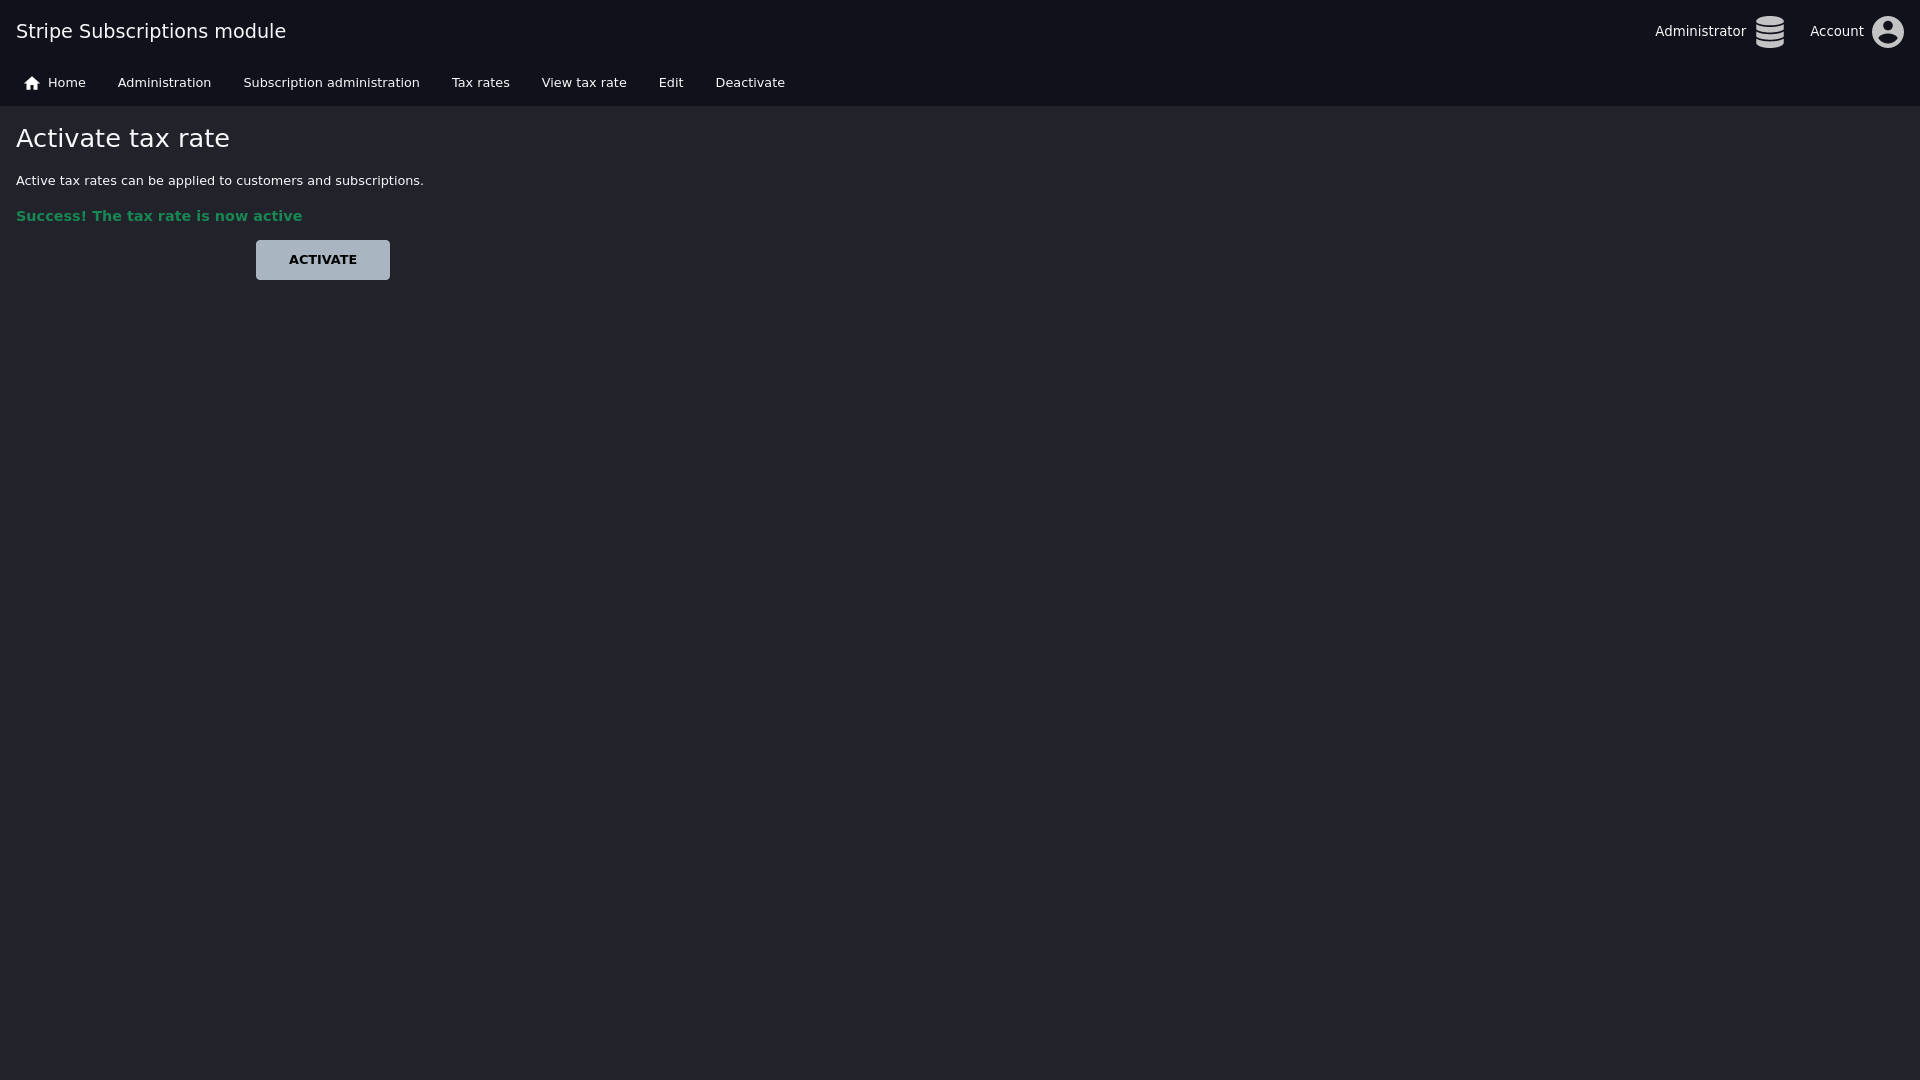 Stripe Subscriptions module
Administrator
Account
Home
Administration
Subscription administration
Tax rates
View tax rate
Edit
Deactivate
Activate tax rate
Active tax rates can be applied to customers and subscriptions.
Success! The tax rate is now active
ACTIVATE